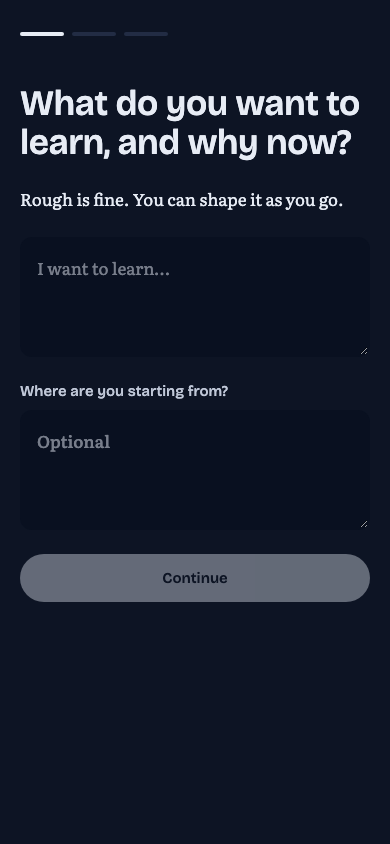 What do you want to
learn, and why now?
Rough is fine. You can shape it as you go.
I want to learn...
Where are you starting from?
Optional
Continue